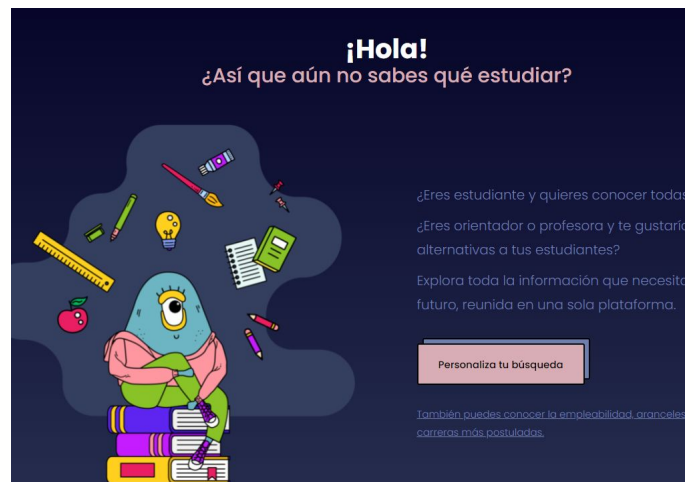 ¡Hola!
¿Así que aún no sabes qué estudiar?
¿Eres estudiante y quieres conocer todas
¿Eres orientador o profesora y te gustaría
alternativas a tus estudiantes?
Explora toda la información que necesita
futuro, reunida en una sola plataforma.
Personaliza tu búsqueda
También puedes conocer la empleabilidad, aranceles
carreras más postuladas.